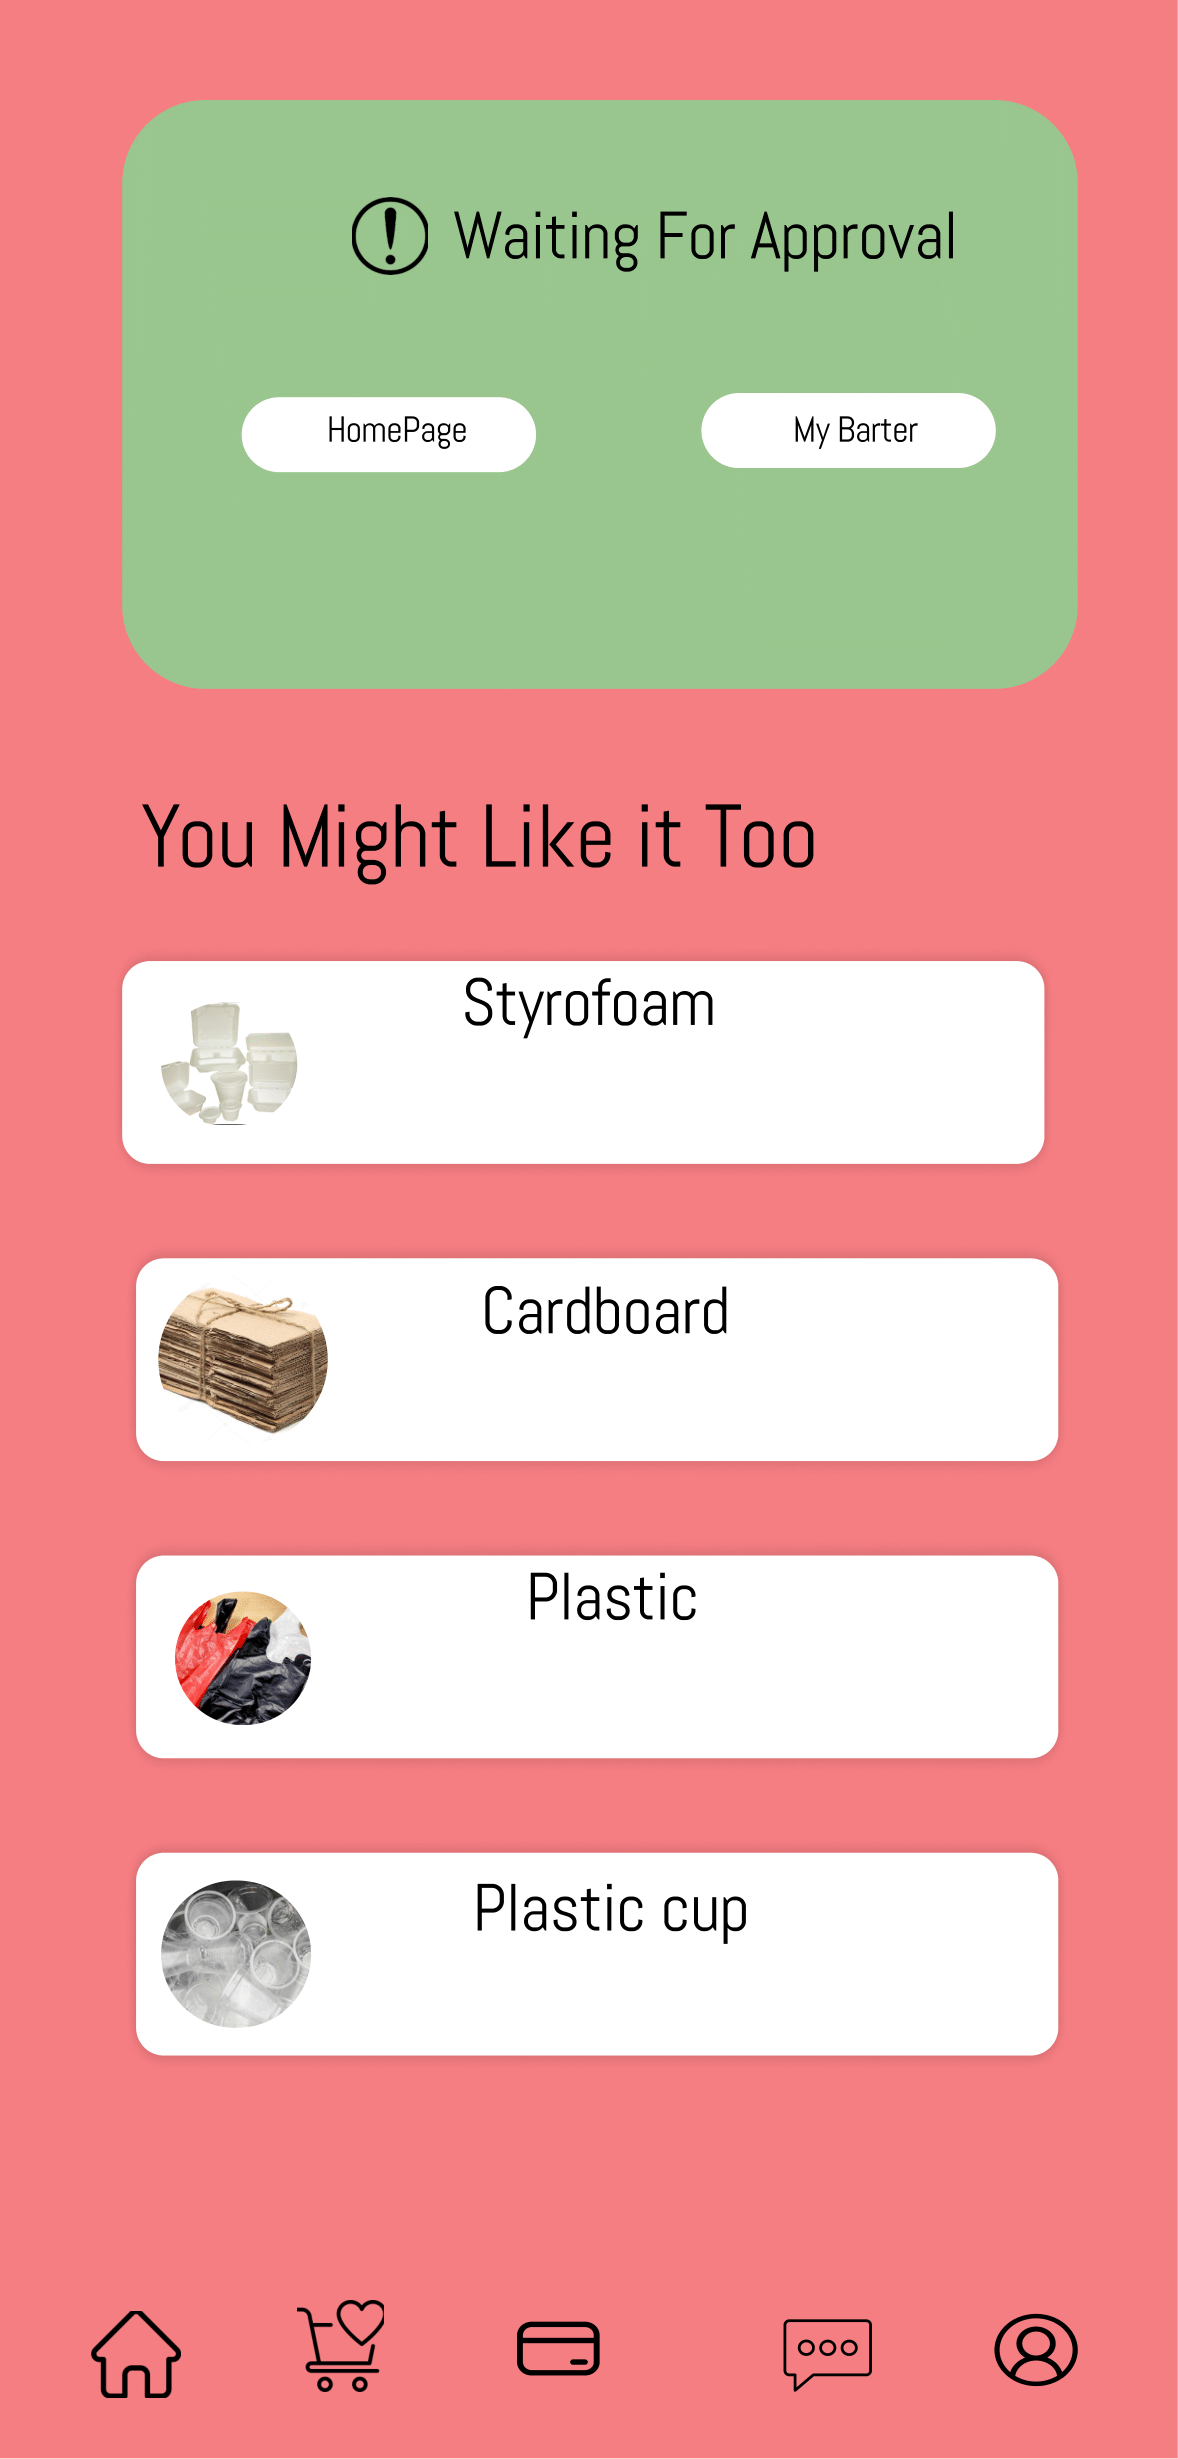 Waiting For Approval
HomePage
My Barter
You Might Like it Too
Styrofoam
Cardboard
Plastic
Plastic cup